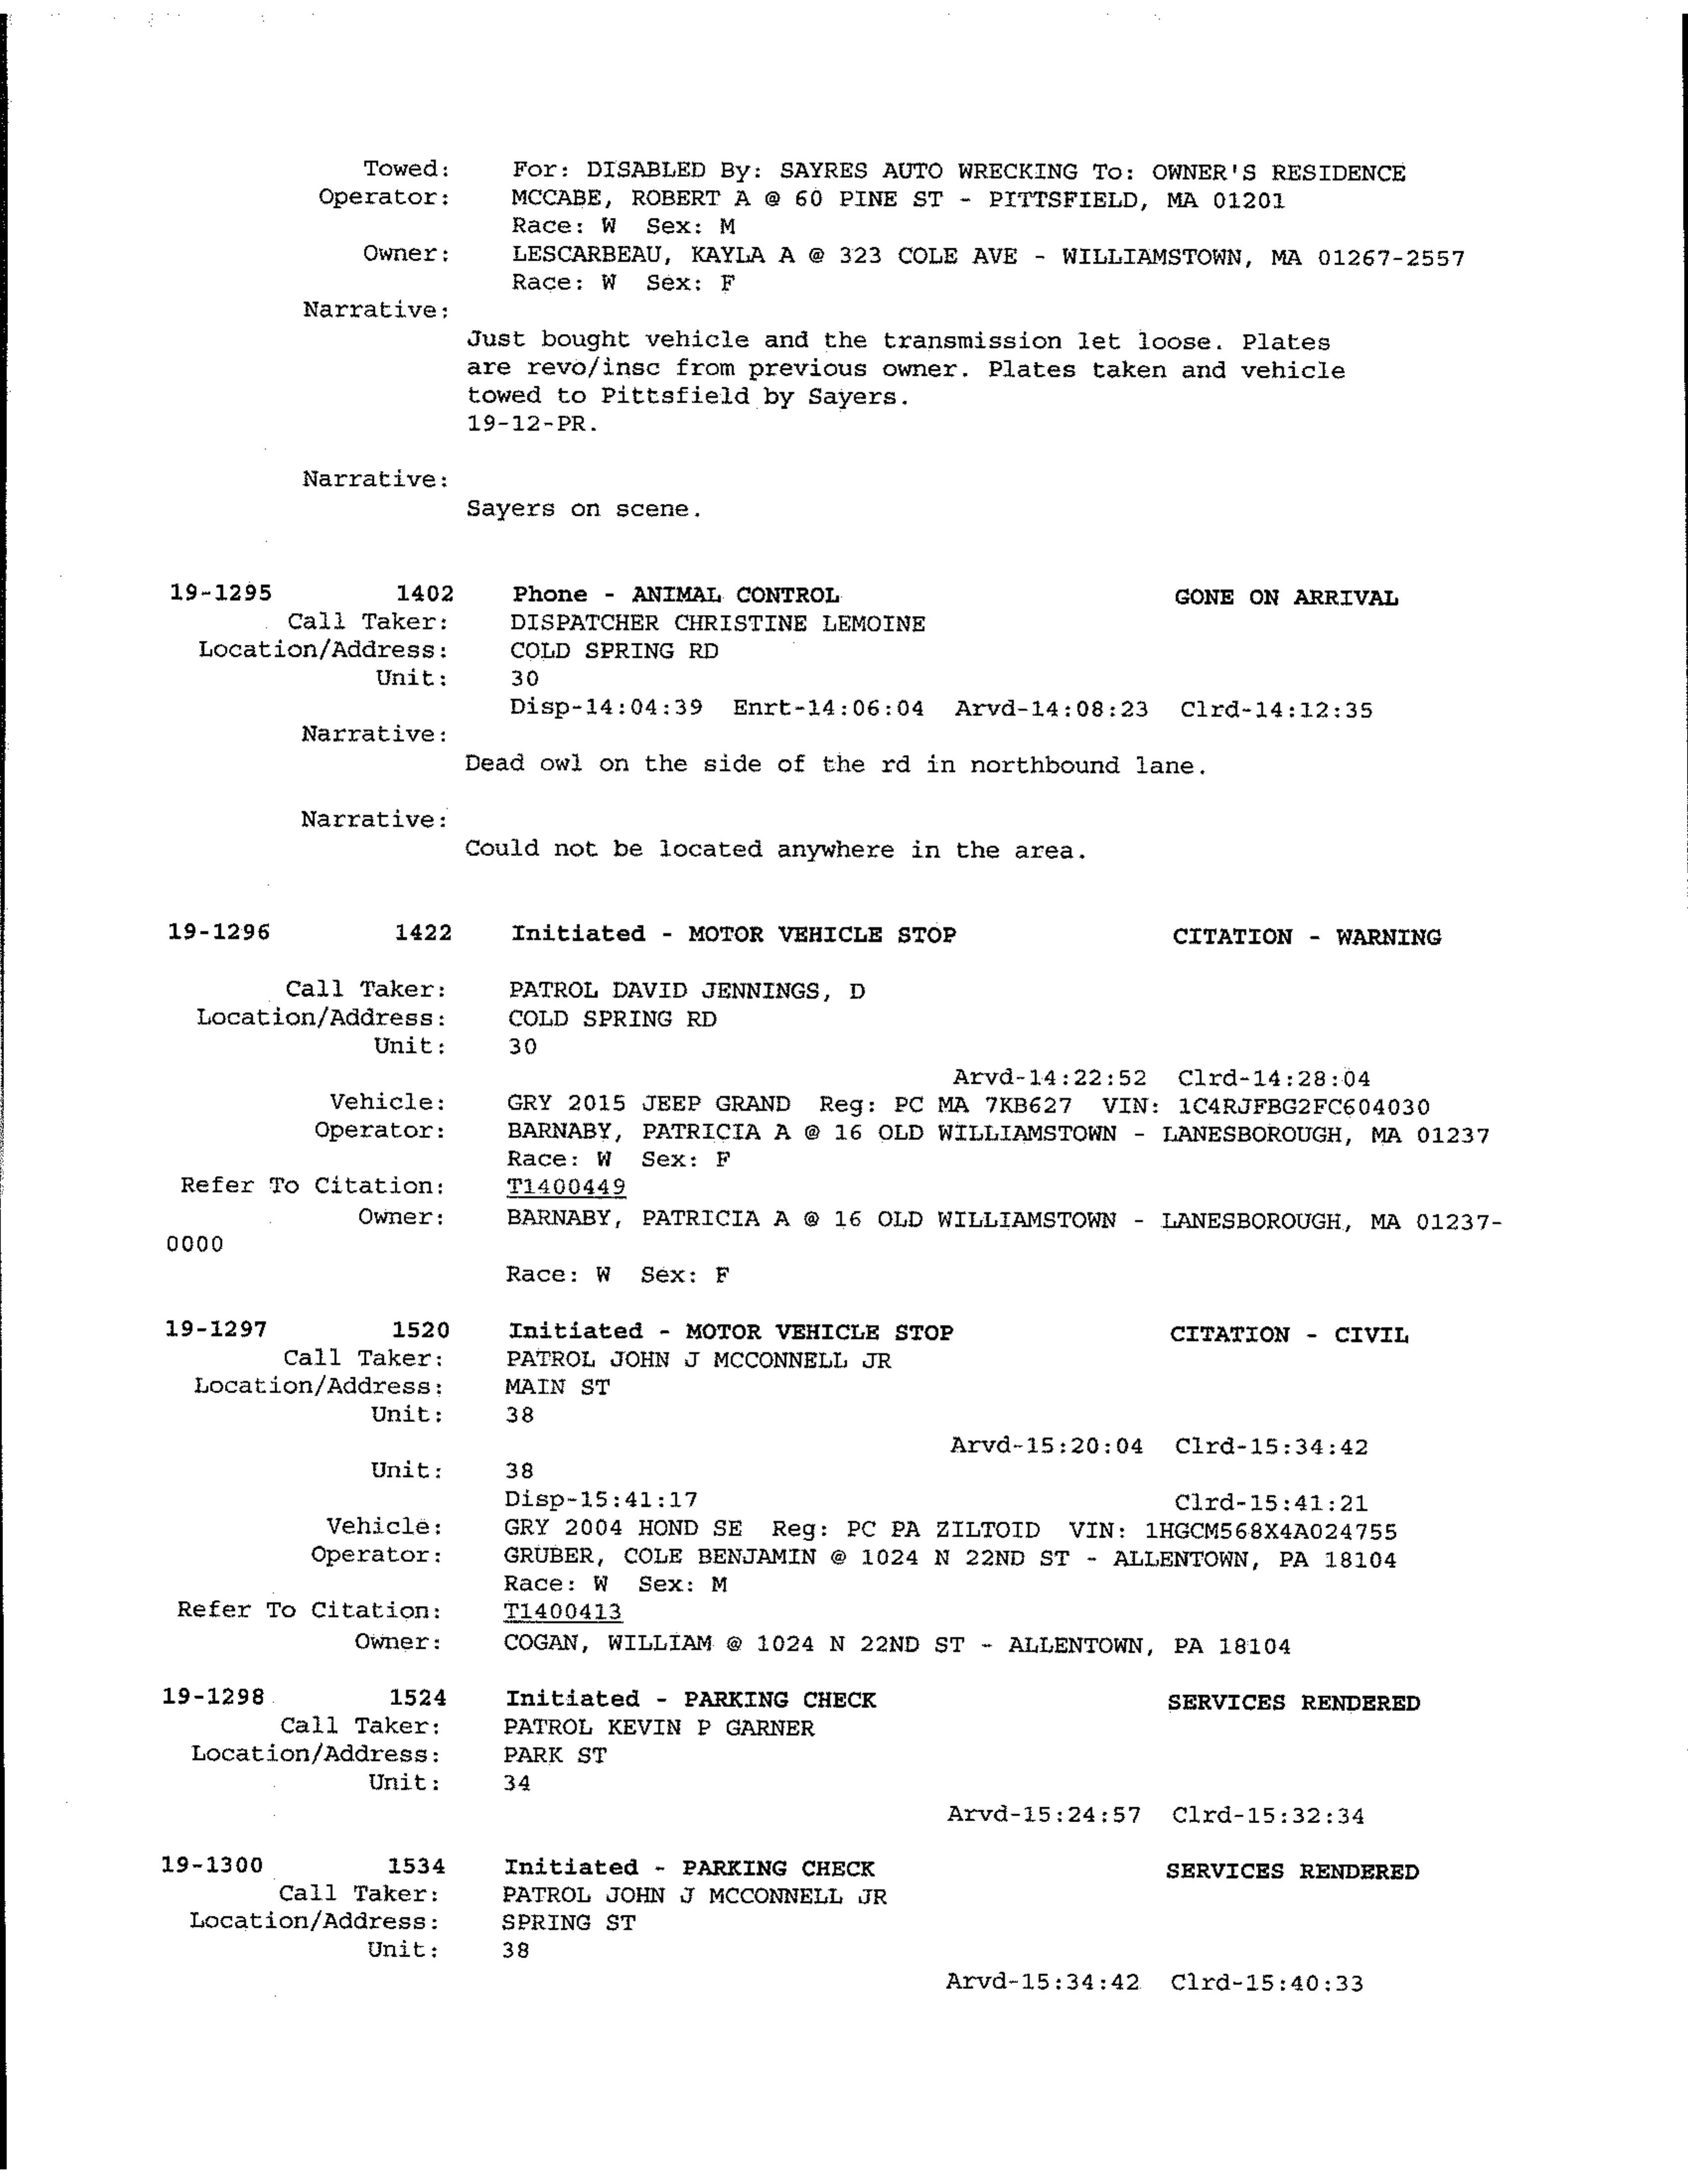 Towed: For: DISABLED By: SAYRES AUTO WRECKING To: OWNER'S RESIDENCE
Operator: MCCABE, ROBERT A @ 60 PINE ST - PITTSFIELD, MA 01201
Race: W Sex: M
Owner: LESCARBEAU, KAYLA A @ 323 COLE AVE - WILLIAMSTOWN, MA 01267-2557
Race: W Sex: F
Narrative:
Just bought vehicle and the transmission let loose. Plates
are revo/insc from previous owner. Plates taken and vehicle
towed to Pittsfield by Sayers.
19-12-PR.
Narrative:
Sayers on scene.
19-1295 1402 Phone - ANIMAL CONTROL GONE ON ARRIVAL
Call Taker: DISPATCHER CHRISTINE LEMOINE
Location/Address: COLD SPRING RD
Unit: 30
Disp-14:04:39 Enrt-14:06:04 Arvd-14:08:23 Clrd-14:12:35
Narrative:
Dead owl on the side of the rd in northbound lane.
Narrative:
Could not be located anywhere in the area.
19-1296 1422 Initiated - MOTOR VEHICLE STOP CITATION - WARNING
Call Taker: PATROL DAVID JENNINGS, D
Location/Address: COLD SPRING RD
Unit: 30
Arvd-14:22:52 Clrd-14:28:04
Vehicle: GRY 2015 JEEP GRAND Reg: PC MA 7KB627 VIN: 1C4RJFBG2FC604030
Operator: BARNABY, PATRICIA A @ 16 OLD WILLIAMSTOWN - LANESBOROUGH, MA 01237
Race: W Sex: F
Refer To Citation: T1400449
Owner: BARNABY, PATRICIA A @ 16 OLD WILLIAMSTOWN - LANESBOROUGH, MA 01237-
0000
Race: W Sex: F
19-1297 1520 Initiated - MOTOR VEHICLE STOP CITATION - CIVIL
Call Taker: PATROL JOHN J MCCONNELL JR
Location/Address: MAIN ST
Unit: 38
Arvd-15:20:04 Clrd-15:34:42
Unit: 38
Disp-15:41:17 Clrd-15:41:21
Vehicle: GRY 2004 HOND SE Reg: PC PA ZILTOID VIN: 1HGCM568X4A024755
Operator: GRUBER, COLE BENJAMIN @ 1024 N 22ND ST - ALLENTOWN, PA 18104
Race: W Sex: M
Refer To Citation: T1400413
Owner: COGAN, WILLIAM @ 1024 N 22ND ST - ALLENTOWN, PA 18104
19-1298 1524 Initiated - PARKING CHECK SERVICES RENDERED
Call Taker: PATROL KEVIN P GARNER
Location/Address: PARK ST
Unit: 34
Arvd-15:24:57 Clrd-15:32:34
19-1300 1534 Initiated - PARKING CHECK SERVICES RENDERED
Call Taker: PATROL JOHN J MCCONNELL JR
Location/Address: SPRING ST
Unit: 38
Arvd-15:34:42 Clrd-15:40:33